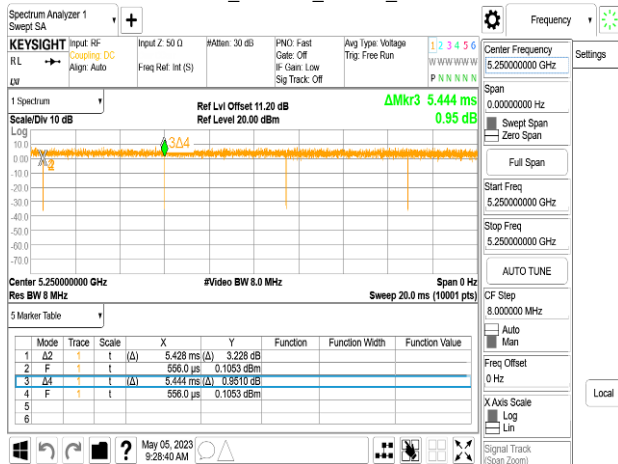 Spectrum Analyzer 1
Swept SA
+
Frequency
KEYSIGHT Input: RF
RL
Coupling: DC
Align: Auto
LXI
Input Z: 50 Ω
Freq Ref: Int (S)
#Atten: 30 dB
PNO: Fast
Gate: Off
IF Gain: Low
Sig Track: Off
Avg Type: Voltage
Trig: Free Run
1 2 3 4 5 6
W W W W W W
P N N N N N
Center Frequency
5.250000000 GHz
Settings
Span
0.00000000 Hz
Swept Span
Zero Span
Full Span
Start Freq
5.250000000 GHz
Stop Freq
5.250000000 GHz
AUTO TUNE
CF Step
8.000000 MHz
Auto
Man
Freq Offset
0 Hz
X Axis Scale
Log
Lin
Signal Track
(Span Zoom)
Local
1 Spectrum
Scale/Div 10 dB
Log
Ref Lvl Offset 11.20 dB
Ref Level 20.00 dBm
ΔMkr3 5.444 ms
0.95 dB
3Δ4
2
10.0
0.00
-10.0
-20.0
-30.0
-40.0
-50.0
-60.0
-70.0
Center 5.250000000 GHz
#Video BW 8.0 MHz
Span 0 Hz
Res BW 8 MHz
Sweep 20.0 ms (10001 pts)
5 Marker Table
Mode Trace Scale X Y Function Function Width Function Value
1 Δ2 1 t (Δ) 5.428 ms (Δ) 3.228 dB
2 F 1 t 556.0 µs 0.1053 dBm
3 Δ4 1 t (Δ) 5.444 ms (Δ) 0.9510 dB
4 F 1 t 556.0 µs 0.1053 dBm
5
6
?
May 05, 2023
9:28:40 AM